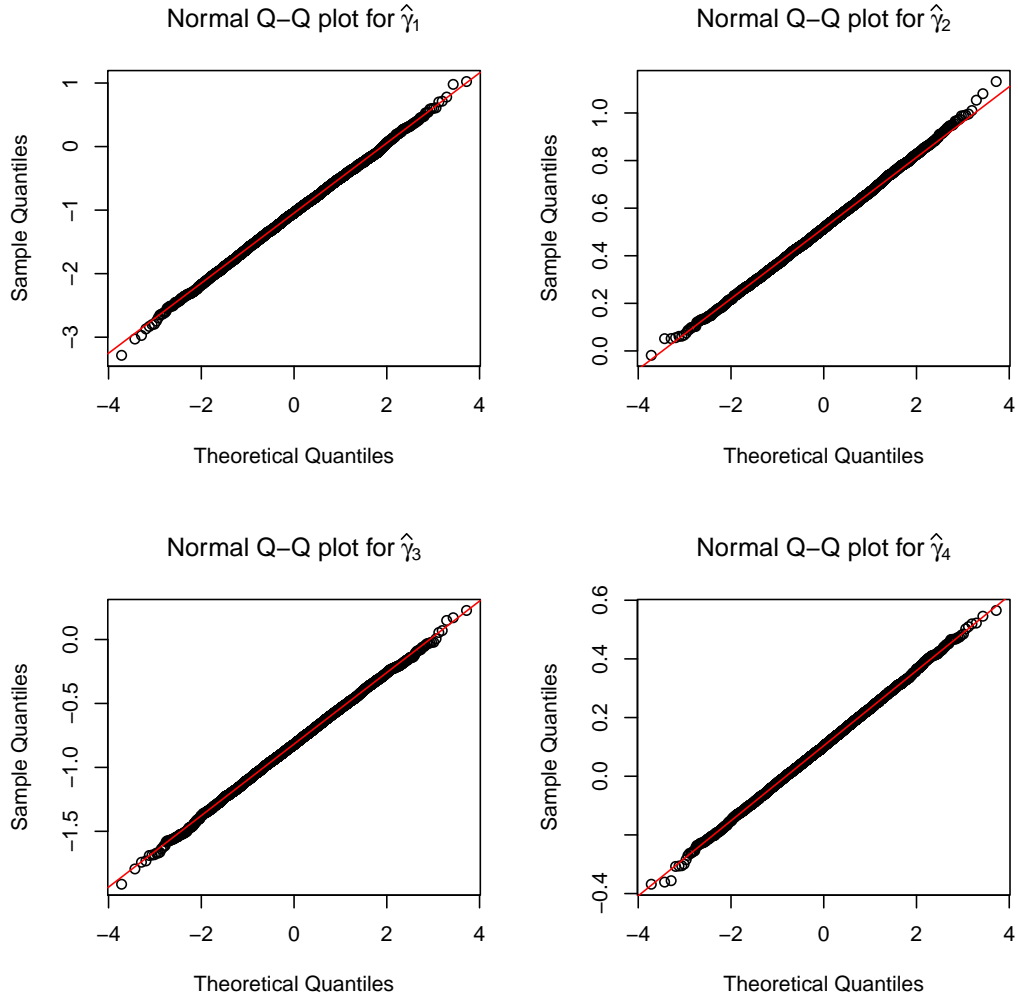 Normal Q−Q plot for γ̂1
Sample Quantiles
1
0
−1
−2
−3
−4 −2 0 2 4
Theoretical Quantiles
Normal Q−Q plot for γ̂2
Sample Quantiles
1.0
0.8
0.6
0.4
0.2
0.0
−4 −2 0 2 4
Theoretical Quantiles
Normal Q−Q plot for γ̂3
Sample Quantiles
0.0
−0.5
−1.0
−1.5
−4 −2 0 2 4
Theoretical Quantiles
Normal Q−Q plot for γ̂4
Sample Quantiles
0.6
0.4
0.2
0.0
−0.4
−4 −2 0 2 4
Theoretical Quantiles